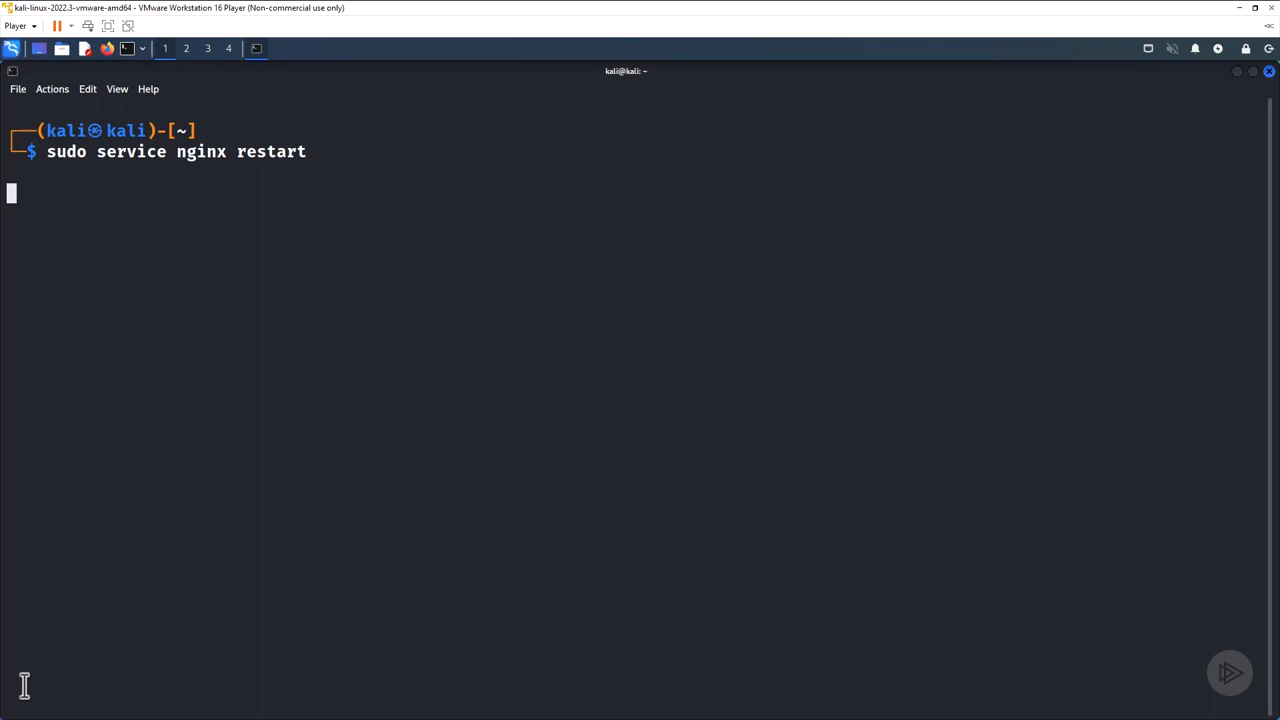 kali-linux-2022.3-vmware-amd64 - VMware Workstation 16 Player (Non-commercial use only)
Player
1 2 3 4
kali@kali: ~
File Actions Edit View Help
┌──(kali㉿kali)-[~]
└─$ sudo service nginx restart